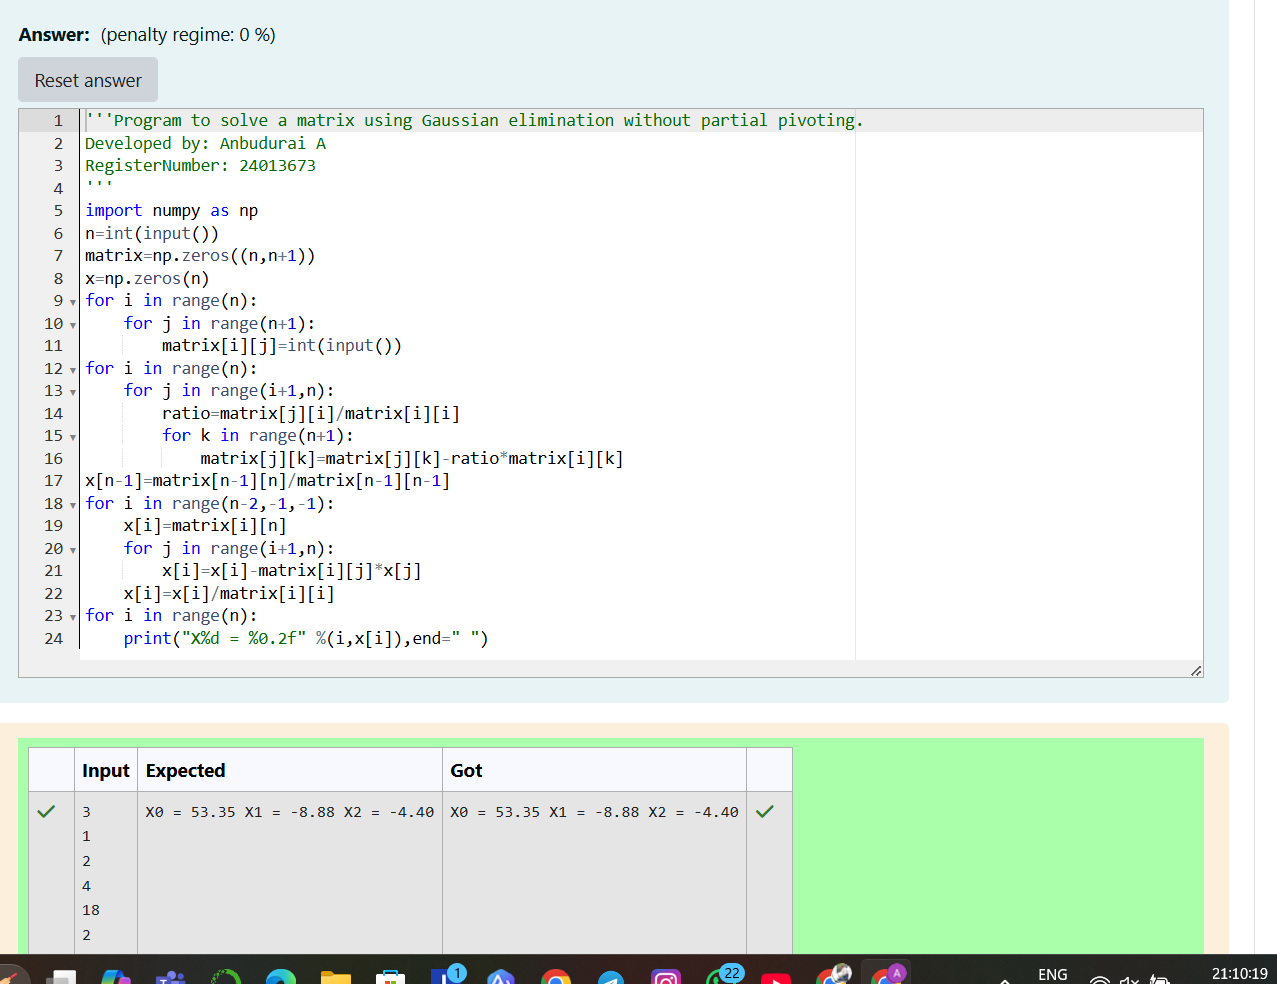 Answer: (penalty regime: 0 %)
Reset answer
1 '''Program to solve a matrix using Gaussian elimination without partial pivoting.
2 Developed by: Anbudurai A
3 RegisterNumber: 24013673
4 '''
5 import numpy as np
6 n=int(input())
7 matrix=np.zeros((n,n+1))
8 x=np.zeros(n)
9 for i in range(n):
10     for j in range(n+1):
11         matrix[i][j]=int(input())
12 for i in range(n):
13     for j in range(i+1,n):
14         ratio=matrix[j][i]/matrix[i][i]
15         for k in range(n+1):
16             matrix[j][k]=matrix[j][k]-ratio*matrix[i][k]
17 x[n-1]=matrix[n-1][n]/matrix[n-1][n-1]
18 for i in range(n-2,-1,-1):
19     x[i]=matrix[i][n]
20     for j in range(i+1,n):
21         x[i]=x[i]-matrix[i][j]*x[j]
22     x[i]=x[i]/matrix[i][i]
23 for i in range(n):
24     print("X%d = %0.2f" %(i,x[i]),end=" ")
Input Expected Got
3 X0 = 53.35 X1 = -8.88 X2 = -4.40 X0 = 53.35 X1 = -8.88 X2 = -4.40
1
2
4
18
2
1 22 A ENG 21:10:19